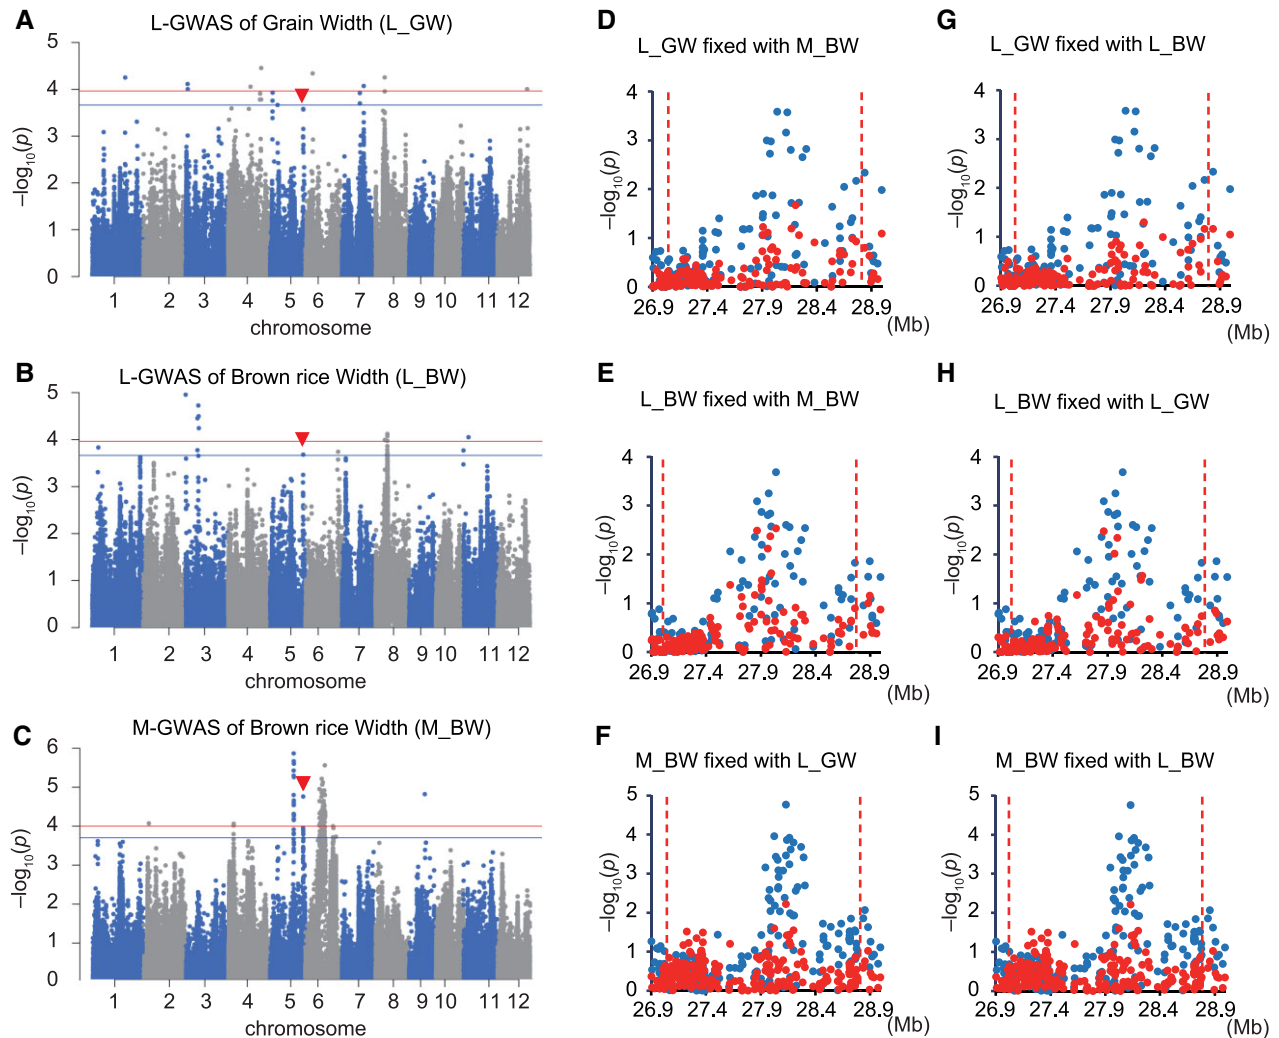 A
L-GWAS of Grain Width (L_GW)
5
4
3
2
1
0
–log10(p)
1 2 3 4 5 6 7 8 9 10 11 12
chromosome
B
L-GWAS of Brown rice Width (L_BW)
5
4
3
2
1
0
–log10(p)
1 2 3 4 5 6 7 8 9 10 11 12
chromosome
C
M-GWAS of Brown rice Width (M_BW)
6
5
4
3
2
1
0
–log10(p)
1 2 3 4 5 6 7 8 9 10 11 12
chromosome
D
L_GW fixed with M_BW
4
3
2
1
0
–log10(p)
26.9 27.4 27.9 28.4 28.9
(Mb)
E
L_BW fixed with M_BW
4
3
2
1
0
–log10(p)
26.9 27.4 27.9 28.4 28.9
(Mb)
F
M_BW fixed with L_GW
5
4
3
2
1
0
–log10(p)
26.9 27.4 27.9 28.4 28.9
(Mb)
G
L_GW fixed with L_BW
4
3
2
1
0
–log10(p)
26.9 27.4 27.9 28.4 28.9
(Mb)
H
L_BW fixed with L_GW
4
3
2
1
0
–log10(p)
26.9 27.4 27.9 28.4 28.9
(Mb)
I
M_BW fixed with L_BW
5
4
3
2
1
0
–log10(p)
26.9 27.4 27.9 28.4 28.9
(Mb)